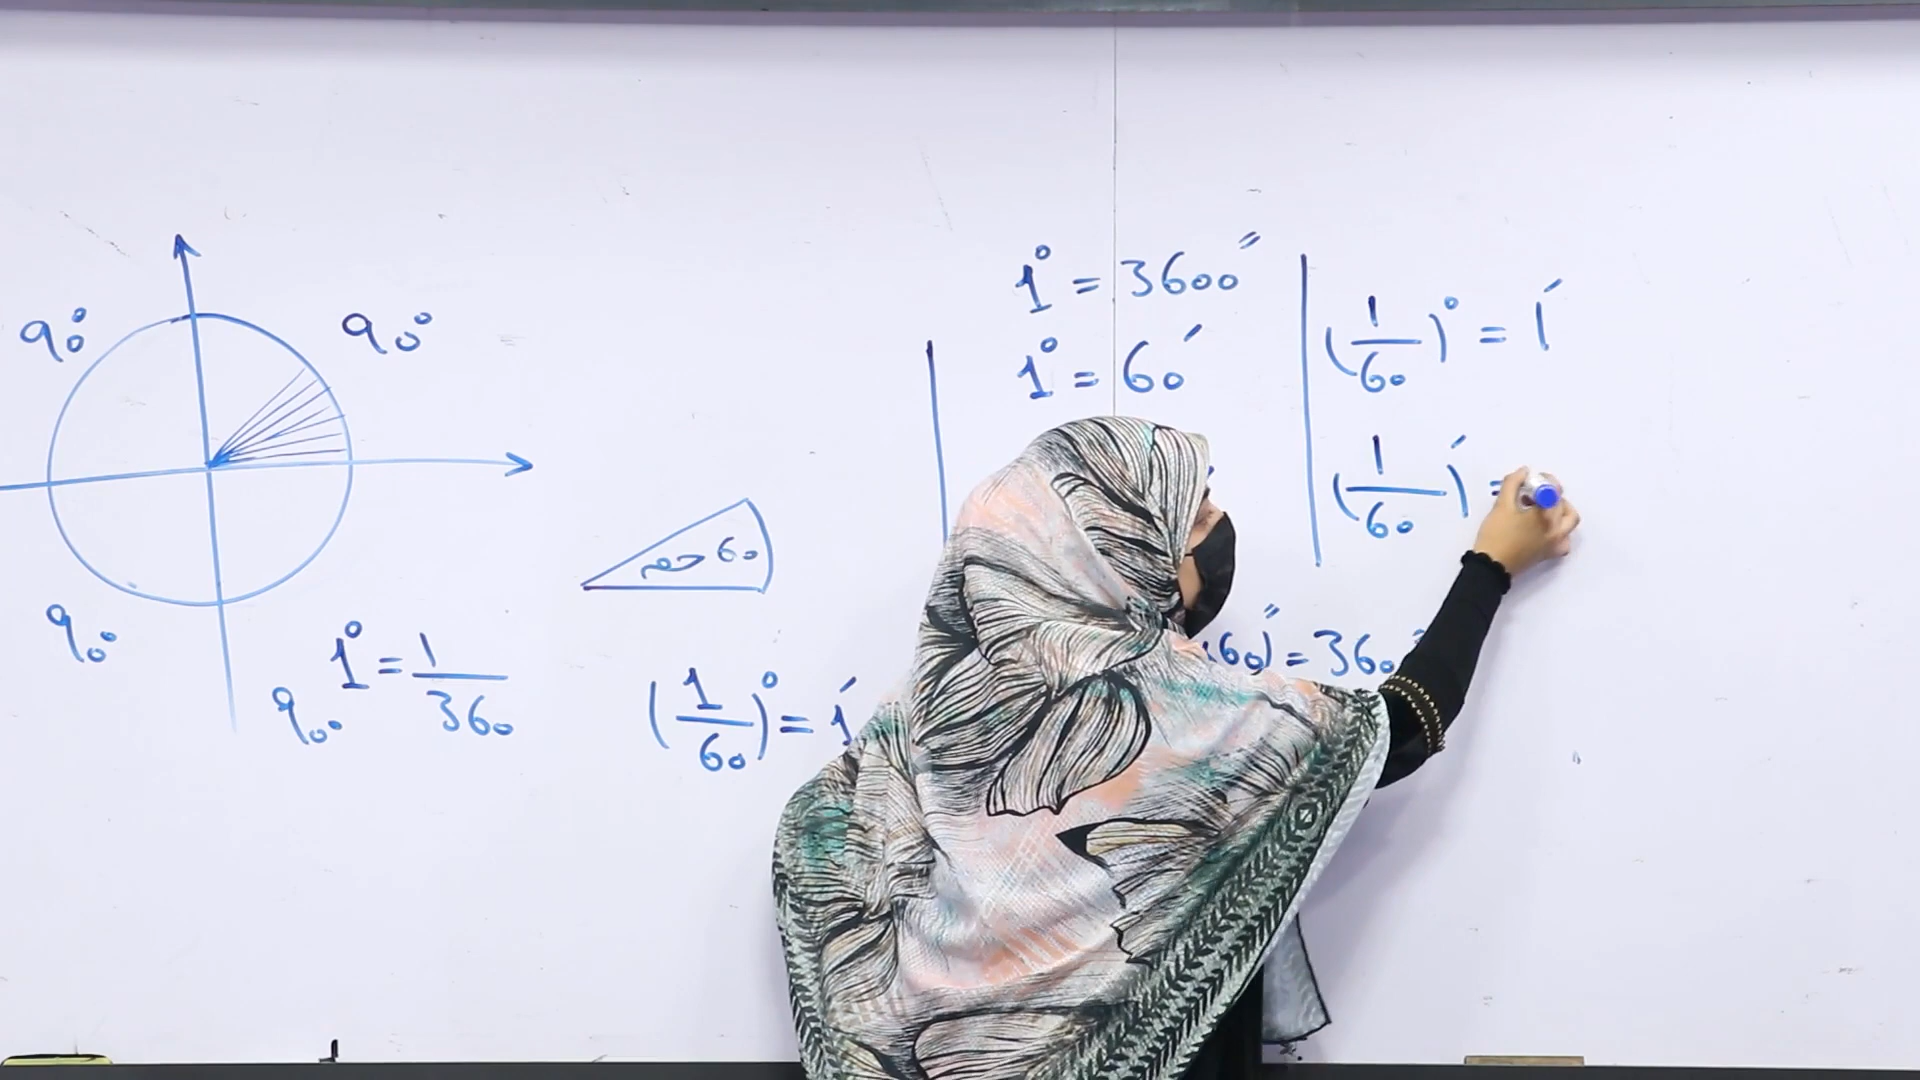 90°
90°
90°
90°
1° = 1/360
60
(1/60)° = 1′
1° = 3600″
1° = 60′
60)″ = 360
(1/60)° = 1′
(1/60)′ =